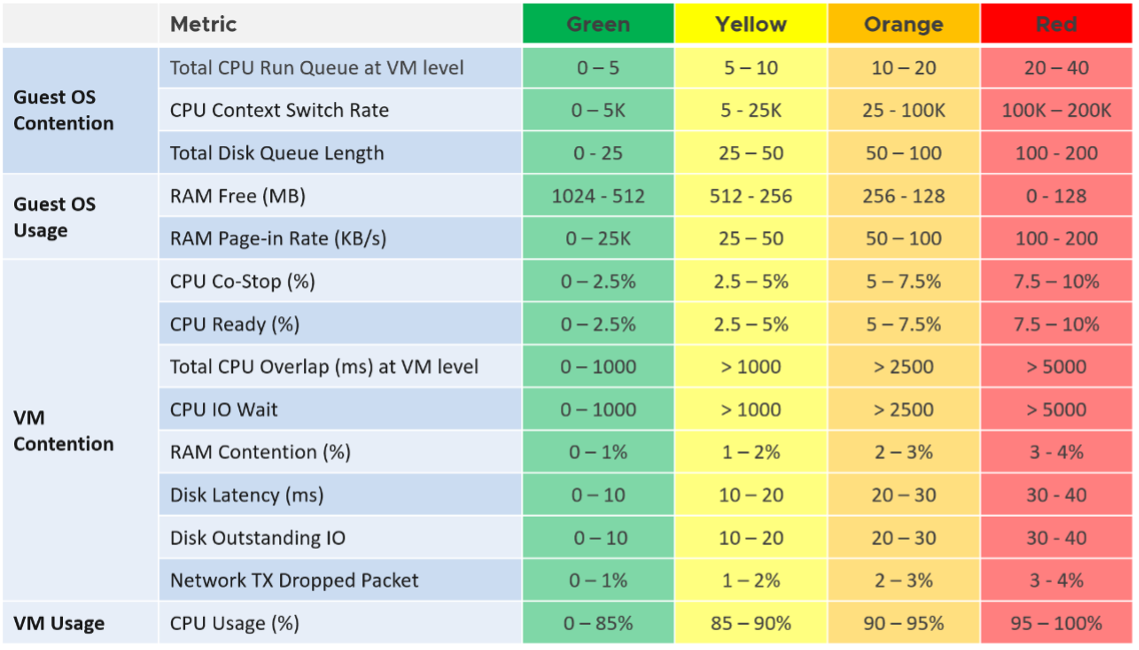 Metric Green Yellow Orange Red
Guest OS Contention
Total CPU Run Queue at VM level 0 – 5 5 – 10 10 – 20 20 – 40
CPU Context Switch Rate 0 – 5K 5 - 25K 25 - 100K 100K – 200K
Total Disk Queue Length 0 - 25 25 – 50 50 – 100 100 - 200
Guest OS Usage
RAM Free (MB) 1024 - 512 512 - 256 256 - 128 0 - 128
RAM Page-in Rate (KB/s) 0 – 25K 25 – 50 50 – 100 100 - 200
VM Contention
CPU Co-Stop (%) 0 – 2.5% 2.5 – 5% 5 – 7.5% 7.5 – 10%
CPU Ready (%) 0 – 2.5% 2.5 – 5% 5 – 7.5% 7.5 – 10%
Total CPU Overlap (ms) at VM level 0 – 1000 > 1000 > 2500 > 5000
CPU IO Wait 0 – 1000 > 1000 > 2500 > 5000
RAM Contention (%) 0 – 1% 1 – 2% 2 – 3% 3 - 4%
Disk Latency (ms) 0 – 10 10 – 20 20 – 30 30 - 40
Disk Outstanding IO 0 – 10 10 – 20 20 – 30 30 - 40
Network TX Dropped Packet 0 – 1% 1 – 2% 2 – 3% 3 - 4%
VM Usage CPU Usage (%) 0 – 85% 85 – 90% 90 – 95% 95 – 100%